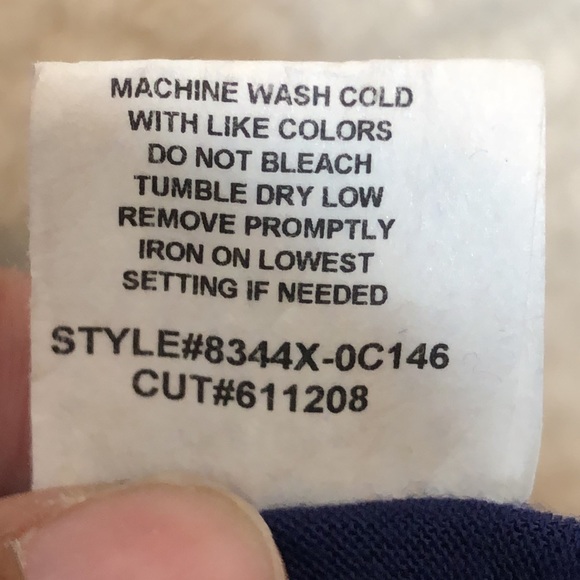 MACHINE WASH COLD
WITH LIKE COLORS
DO NOT BLEACH
TUMBLE DRY LOW
REMOVE PROMPTLY
IRON ON LOWEST
SETTING IF NEEDED
STYLE#8344X-0C146
CUT#611208